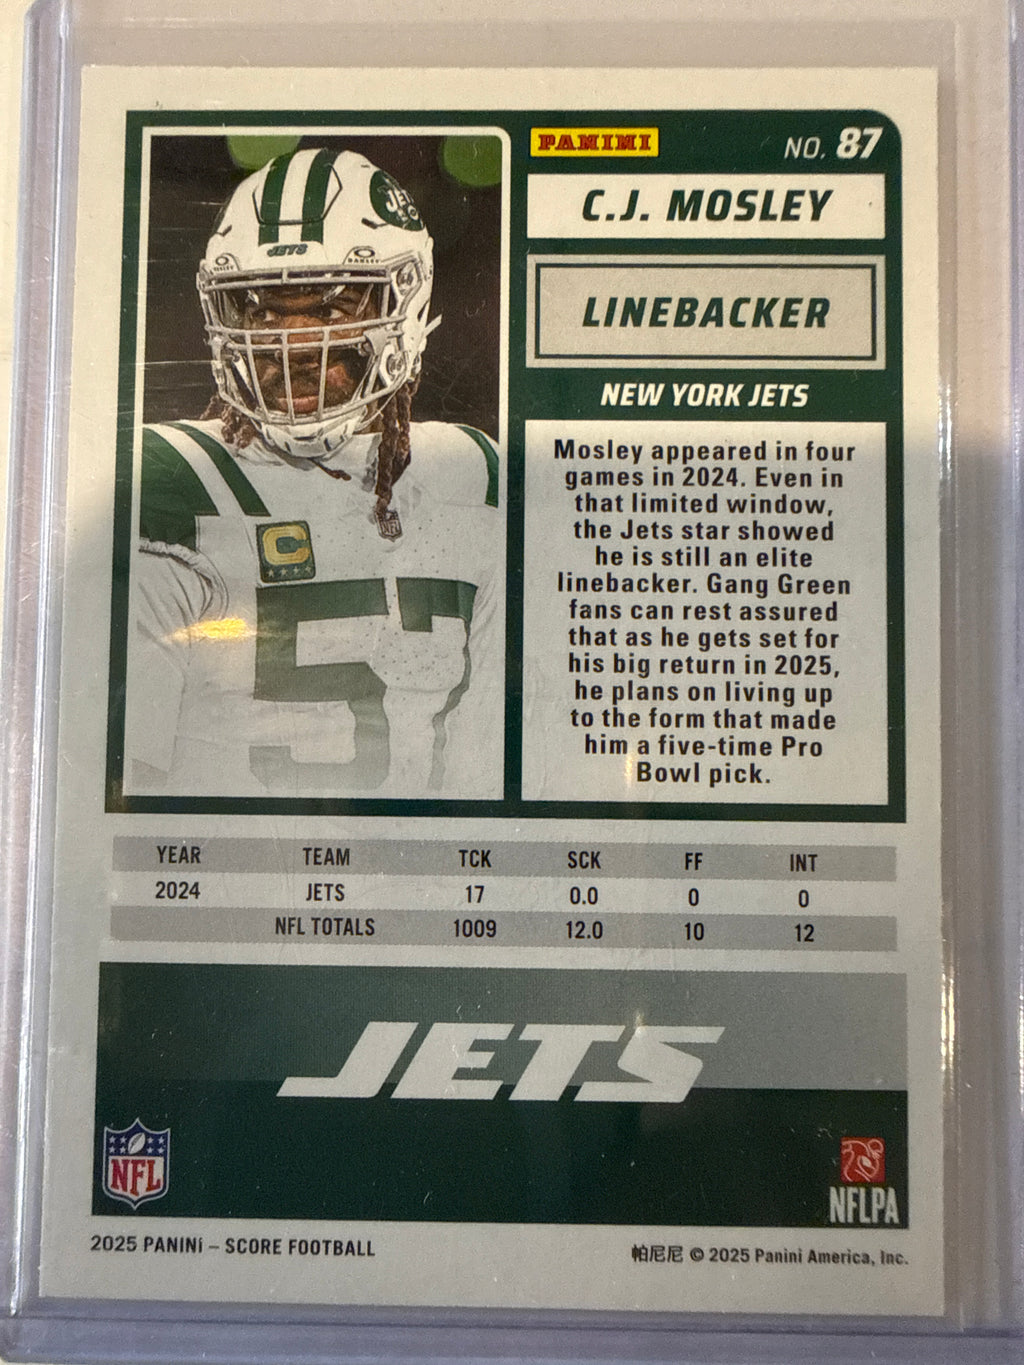 PANINI
NO. 87
C.J. MOSLEY
LINEBACKER
NEW YORK JETS
Mosley appeared in four
games in 2024. Even in
that limited window,
the Jets star showed
he is still an elite
linebacker. Gang Green
fans can rest assured
that as he gets set for
his big return in 2025,
he plans on living up
to the form that made
him a five-time Pro
Bowl pick.
JETS
OAKLEY
NFL
C
57
YEAR TEAM TCK SCK FF INT
2024 JETS 17 0.0 0 0
NFL TOTALS 1009 12.0 10 12
JETS
NFL
NFLPA
2025 PANINI – SCORE FOOTBALL
帕尼尼 © 2025 Panini America, Inc.